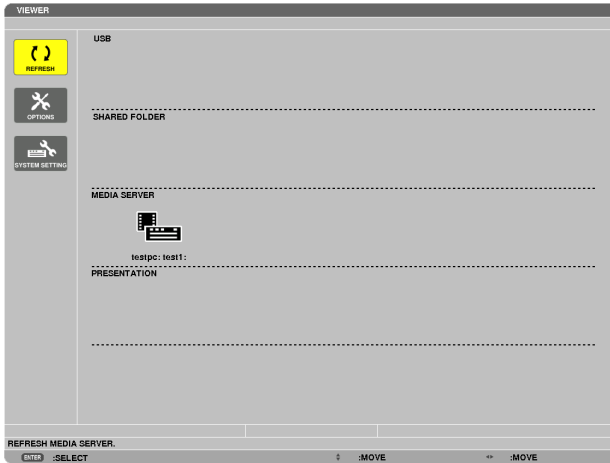 VIEWER
USB
REFRESH
OPTIONS
SHARED FOLDER
SYSTEM SETTING
MEDIA SERVER
testpc: test1:
PRESENTATION
REFRESH MEDIA SERVER.
ENTER :SELECT :MOVE :MOVE